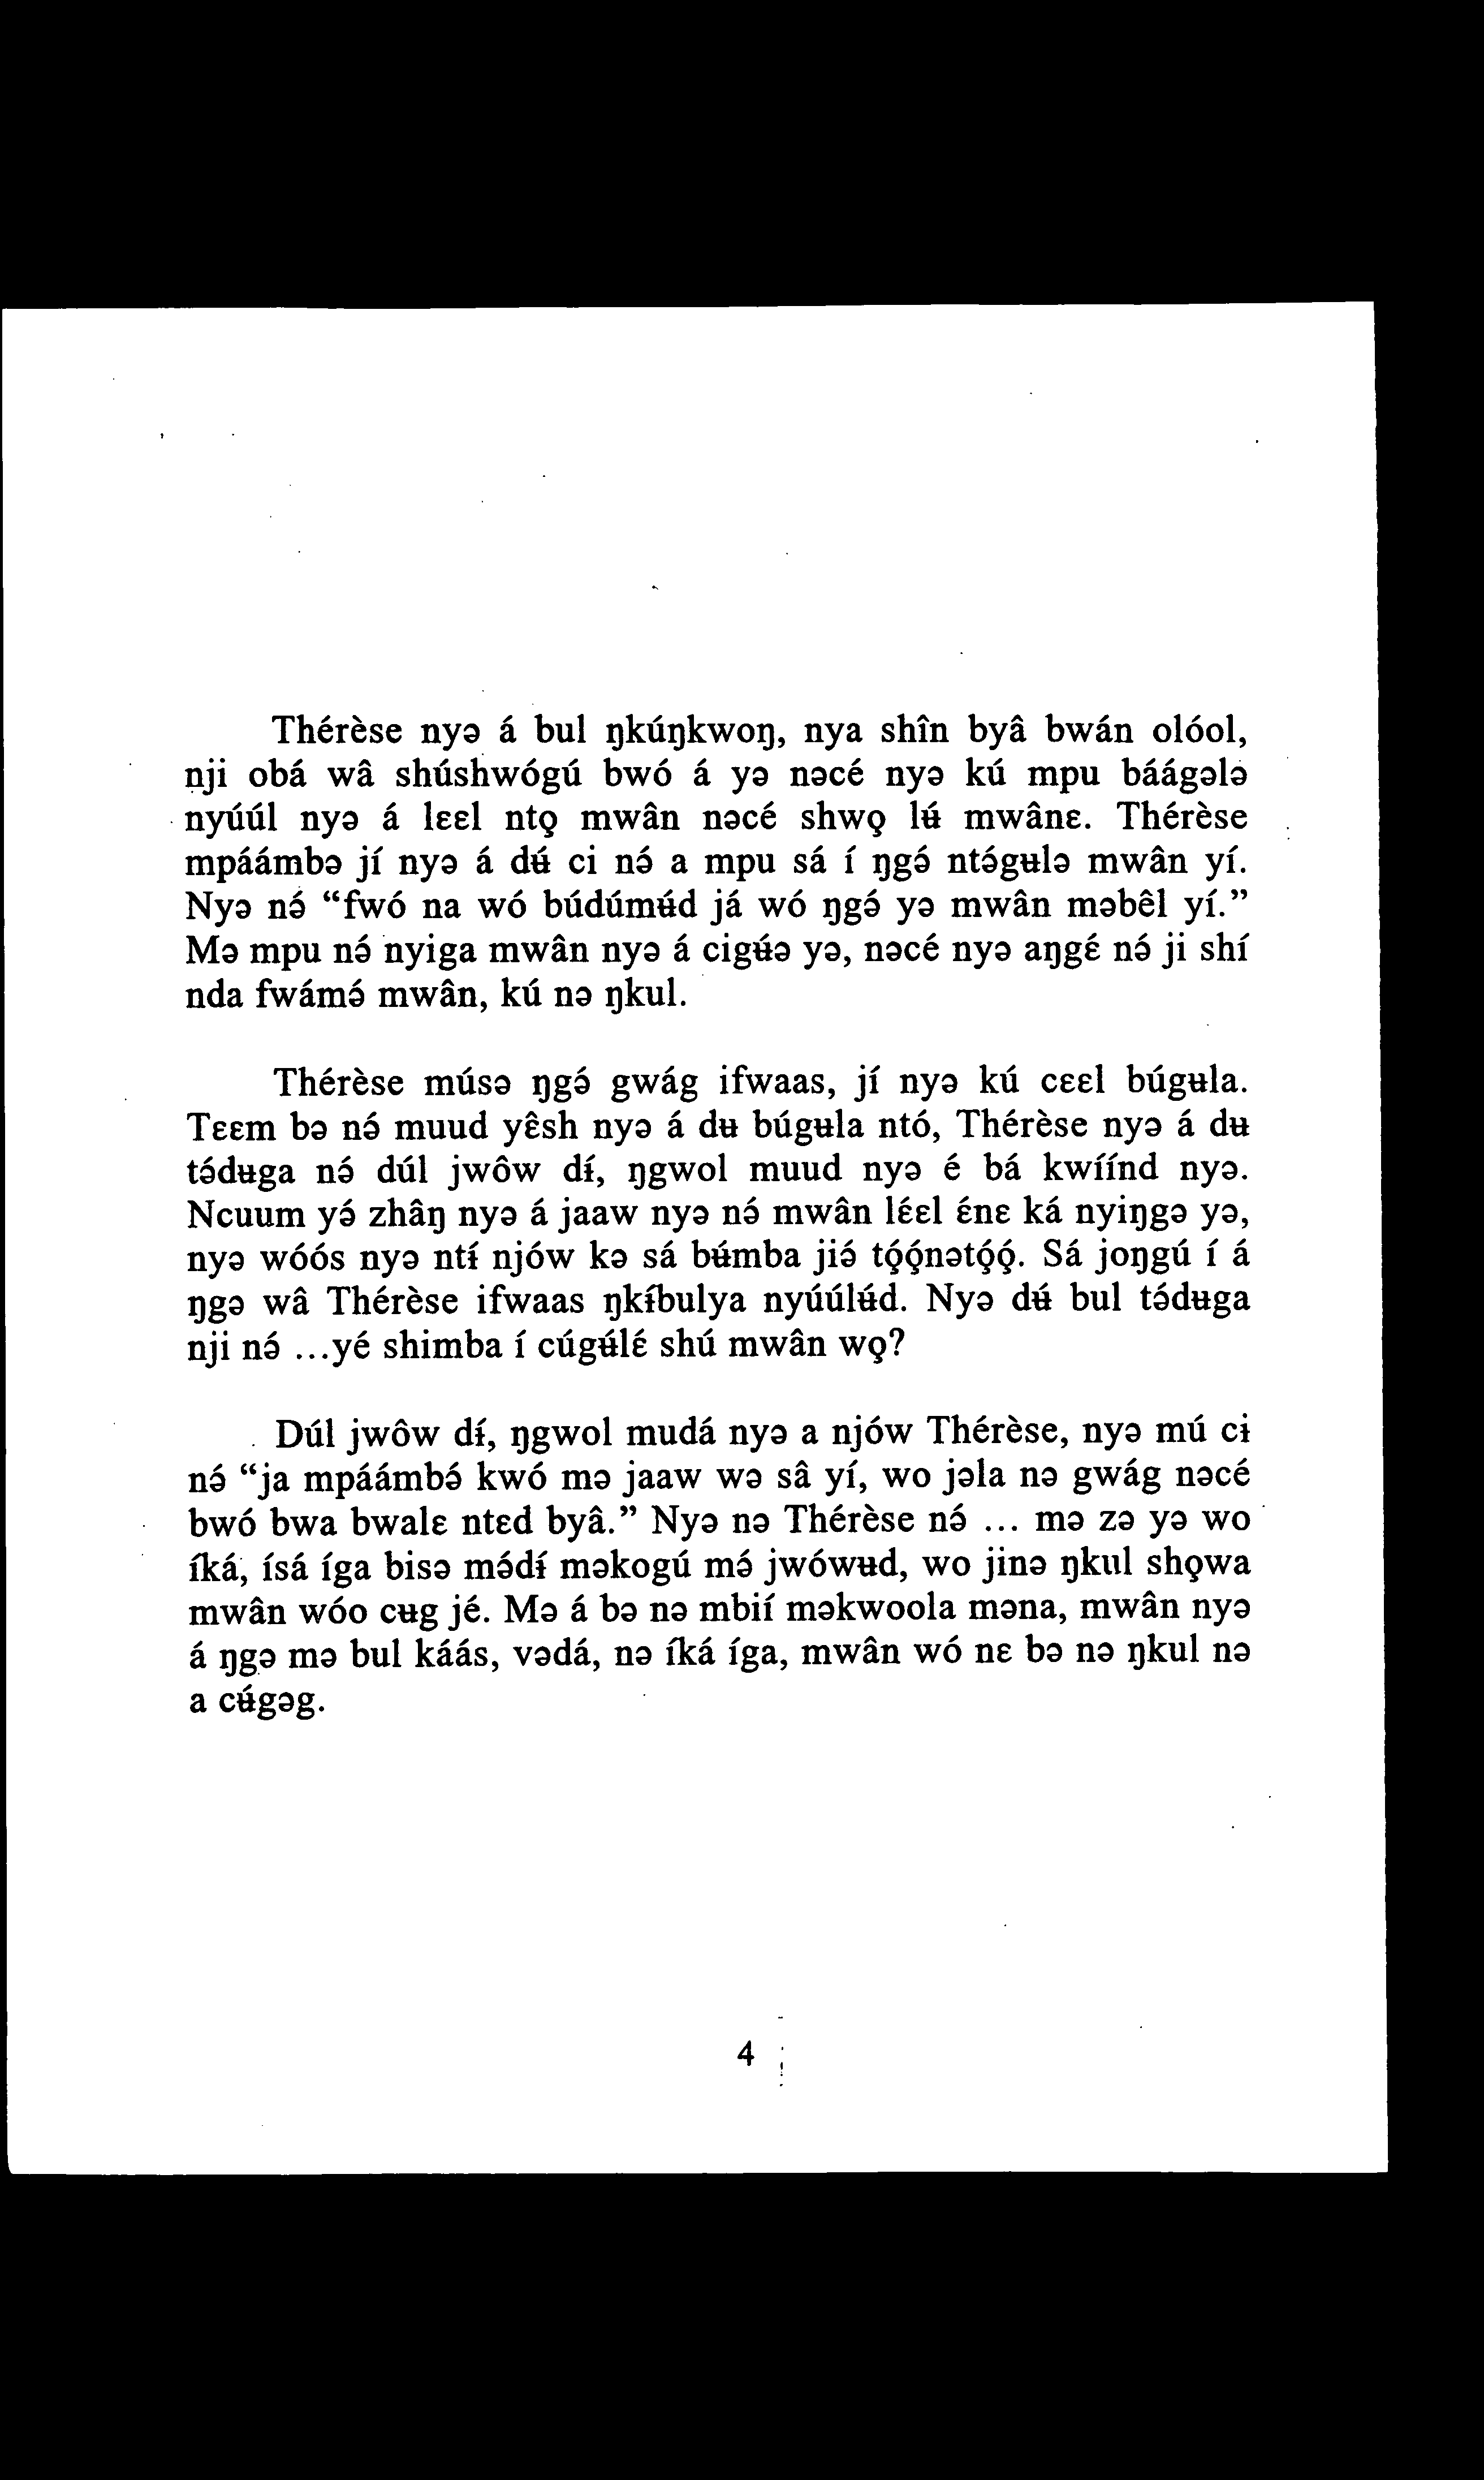 Thérèse nyə á bul ŋkúŋkwoŋ, nya shîn byâ bwán olóol,
nji obá wâ shúshwógú bwó á yə nəcé nyə kú mpu báágələ
nyúúl nyə á lɛɛl ntǫ mwân nəcé shwǫ lʉ́ mwânɛ. Thérèse
mpáámbə jí nyə á dʉ́ ci nə́ a mpu sá í ŋgə́ ntə́gʉlə mwân yí.
Nyə nə́ “fwó na wó búdúmʉ́d já wó ŋgə́ yə mwân məbêl yí.”
Mə mpu nə́ nyiga mwân nyə á cigʉ́ə yə, nəcé nyə aŋgɛ́ nə́ ji shí
nda fwámə́ mwân, kú nə ŋkul.

Thérèse músə ŋgə́ gwág ifwaas, jí nyə kú cɛɛl búgʉla.
Tɛɛm bə nə́ muud yɛ̂sh nyə á dʉ búgʉla ntó, Thérèse nyə á dʉ
tə́dʉga nə́ dúl jwôw dɨ́, ŋgwol muud nyə é bá kwíínd nyə.
Ncuum yə́ zhâŋ nyə á jaaw nyə nə́ mwân lɛ́ɛl ɛ́nɛ ká nyiŋgə yə,
nyə wóós nyə ntɨ́ njów kə sá bʉ́mba jiə́ tǫ́ǫ́nətǫ́ǫ́. Sá joŋgú í á
ŋgə wâ Thérèse ifwaas ŋkɨ́bulya nyúúlʉ́d. Nyə dʉ́ bul tə́dʉga
nji nə́ ...yé shimba í cúgʉ́lɛ́ shú mwân wǫ?

Dúl jwôw dɨ́, ŋgwol mudá nyə a njów Thérèse, nyə mú cɨ
nə́ “ja mpáámbə́ kwó mə jaaw wə sâ yí, wo jəla nə gwág nəcé
bwó bwa bwalɛ ntɛd byâ.” Nyə nə Thérèse nə́ ... mə zə yə wo
íká, ísá íga bisə mə́dɨ́ məkogú mə́ jwówʉd, wo jinə ŋkul shǫwa
mwân wóo cʉg jé. Mə á bə nə mbií məkwoola məna, mwân nyə
á ŋgə mə bul káás, vədá, nə íká íga, mwân wó nɛ bə nə ŋkul nə
a cʉ́gəg.

4